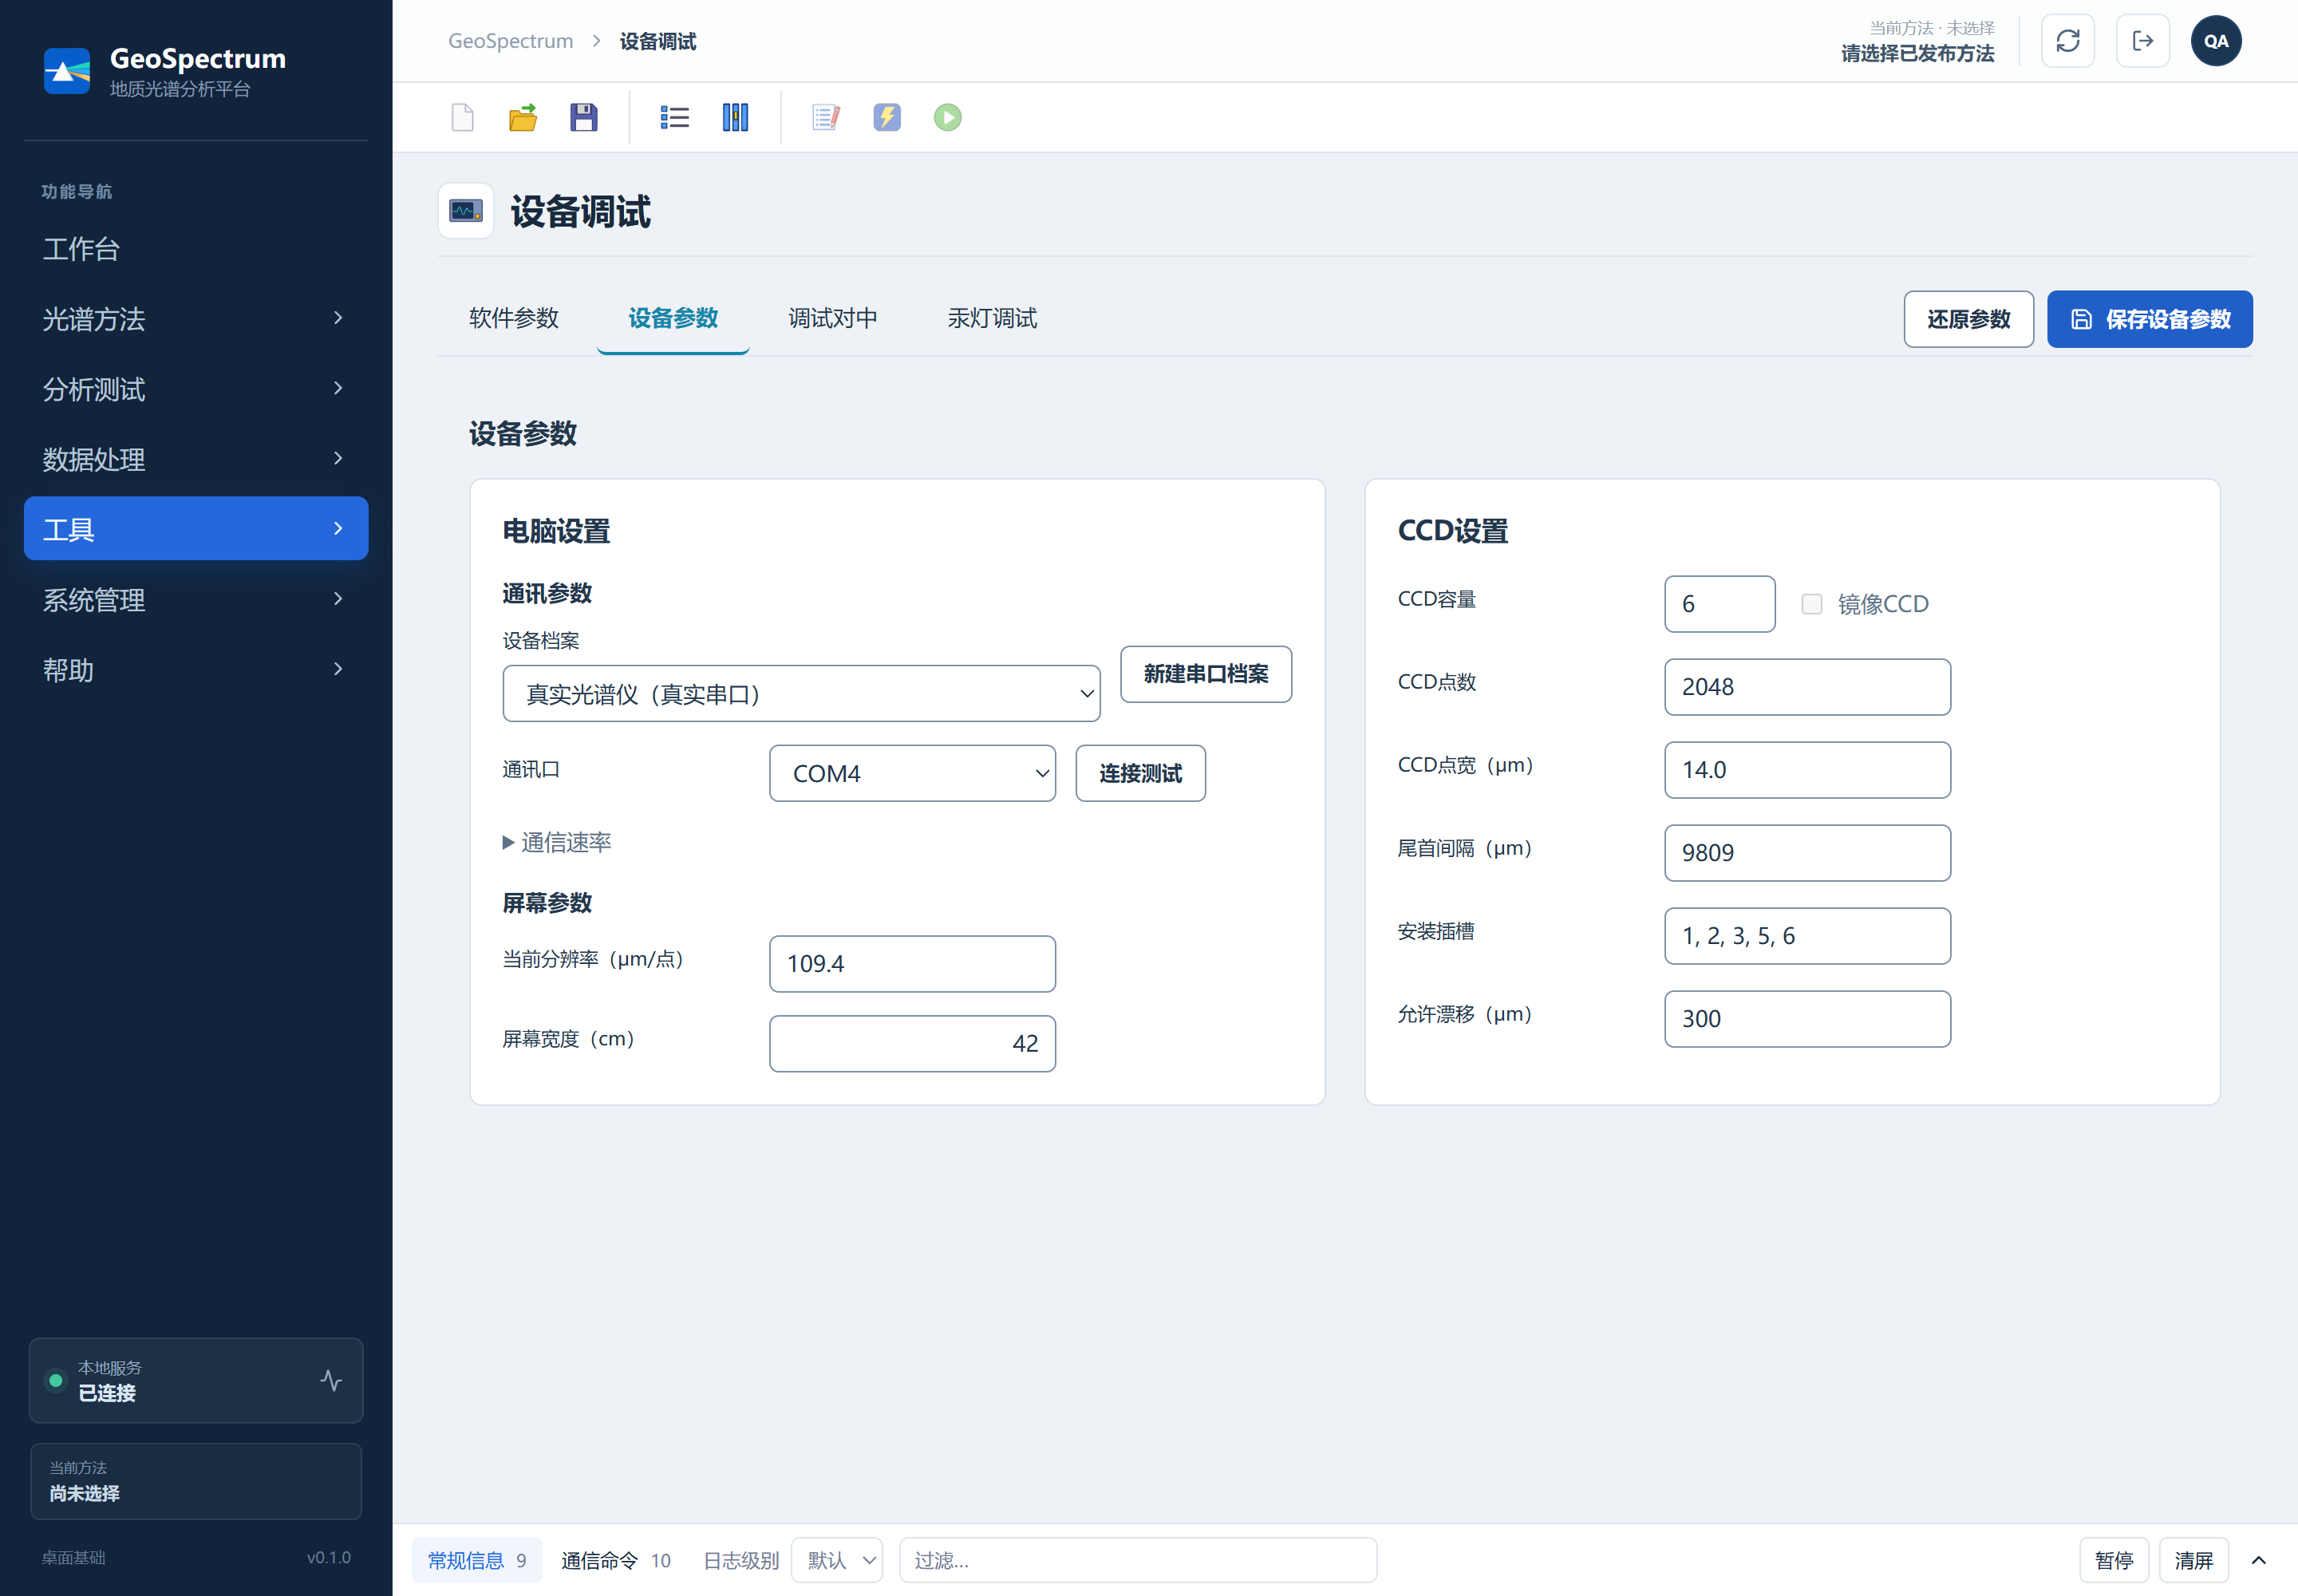 GeoSpectrum
地质光谱分析平台
功能导航
工作台
光谱方法
分析测试
数据处理
工具
系统管理
帮助
本地服务
已连接
当前方法
尚未选择
桌面基础 v0.1.0
GeoSpectrum 设备调试
当前方法 · 未选择
请选择已发布方法
QA
设备调试
软件参数 设备参数 调试对中 汞灯调试
还原参数 保存设备参数
设备参数
电脑设置
通讯参数
设备档案
真实光谱仪（真实串口） 新建串口档案
通讯口 COM4 连接测试
通信速率
屏幕参数
当前分辨率（μm/点） 109.4
屏幕宽度（cm） 42
CCD设置
CCD容量 6 镜像CCD
CCD点数 2048
CCD点宽（μm） 14.0
尾首间隔（μm） 9809
安装插槽 1, 2, 3, 5, 6
允许漂移（μm） 300
常规信息 9 通信命令 10 日志级别 默认 过滤... 暂停 清屏